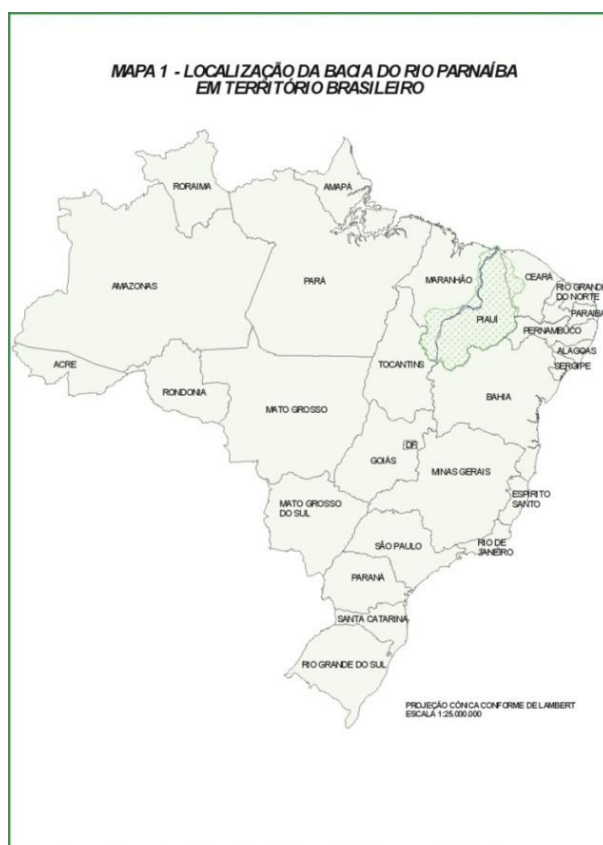 MAPA 1 - LOCALIZAÇÃO DA BACIA DO RIO PARNAÍBA
EM TERRITÓRIO BRASILEIRO
RORAIMA
AMAPÁ
AMAZONAS
PARÁ
MARANHÃO
CEARÁ
RIO GRANDE
DO NORTE
PARAIBA
PIAUÍ
PERNAMBUCO
ALAGOAS
SERGIPE
ACRE
RONDONIA
TOCANTINS
MATO GROSSO
BAHIA
DF
GOIÁS
MINAS GERAIS
MATO GROSSO
DO SUL
ESPÍRITO
SANTO
SÃO PAULO
RIO DE
JANEIRO
PARANÁ
SANTA CATARINA
RIO GRANDE DO SUL
PROJEÇÃO CÔNICA CONFORME DE LAMBERT
ESCALA 1:25.000.000